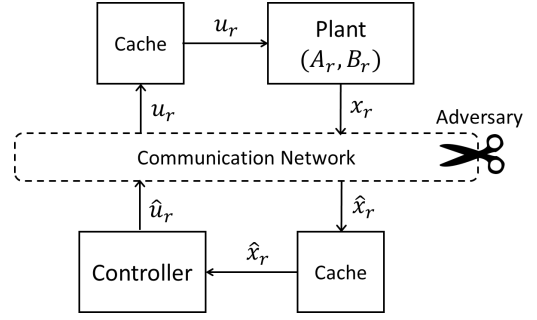 Cache
u_r
Plant
(A_r, B_r)
u_r
x_r
Adversary
Communication Network
û_r
x̂_r
x̂_r
Controller
Cache